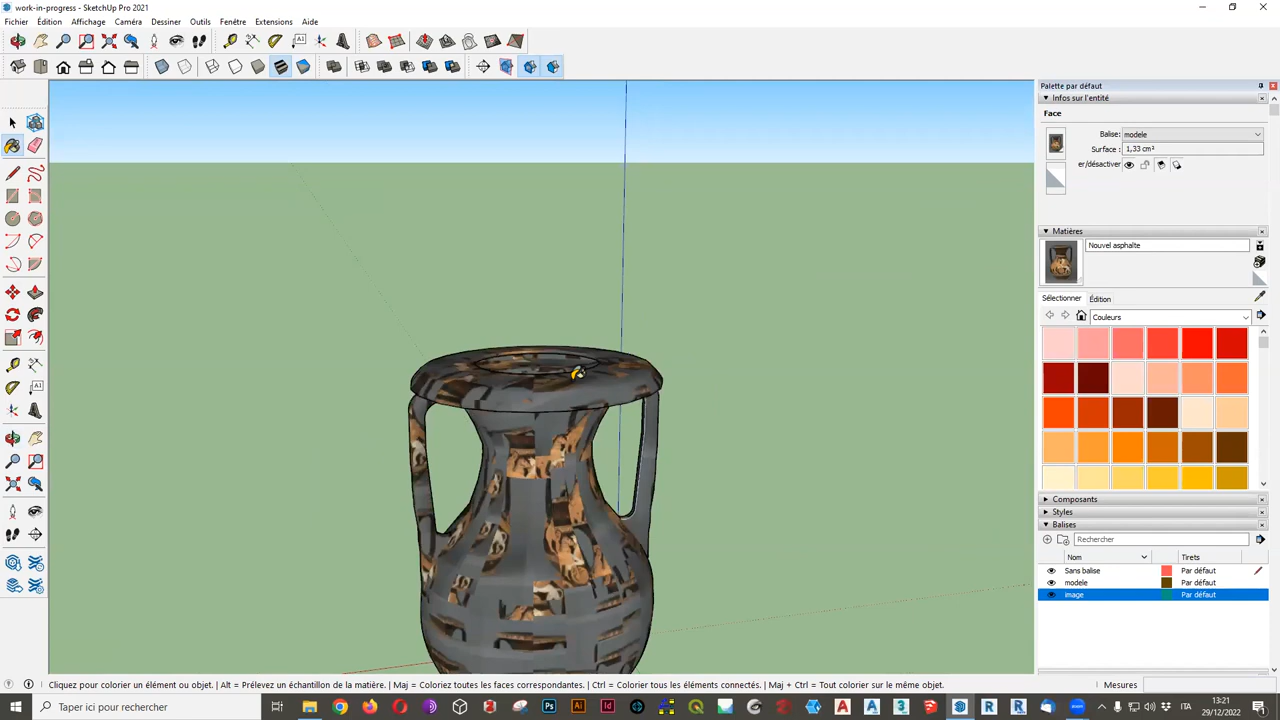 work-in-progress - SketchUp Pro 2021
Fichier Édition Affichage Caméra Dessiner Outils Fenêtre Extensions Aide
Palette par défaut
Infos sur l'entité
Face
Balise: modele
Surface : 1,33 cm²
er/désactiver
Matières
Nouvel asphalte
Sélectionner Édition
Couleurs
Composants
Styles
Balises
Rechercher
Nom Tirets
Sans balise Par défaut
modele Par défaut
image Par défaut
Cliquez pour colorier un élément ou objet. | Alt = Prélevez un échantillon de la matière. | Maj = Coloriez toutes les faces correspondantes. | Ctrl = Colorier tous les éléments connectés. | Maj + Ctrl = Tout colorier sur le même objet.
Mesures
Taper ici pour rechercher
ITA
13:21
29/12/2022